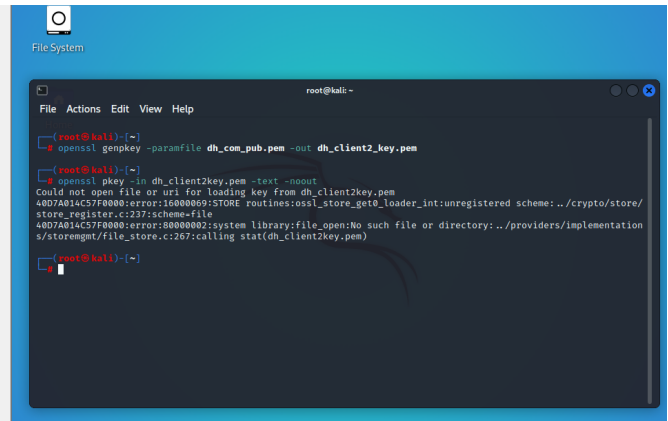 File System
root@kali: ~
File Actions Edit View Help
┌──(root㉿kali)-[~]
└─# openssl genpkey -paramfile dh_com_pub.pem -out dh_client2_key.pem
┌──(root㉿kali)-[~]
└─# openssl pkey -in dh_client2key.pem -text -noout
Could not open file or uri for loading key from dh_client2key.pem
40D7A014C57F0000:error:16000069:STORE routines:ossl_store_get0_loader_int:unregistered scheme:../crypto/store/
store_register.c:237:scheme=file
40D7A014C57F0000:error:80000002:system library:file_open:No such file or directory:../providers/implementation
s/storemgmt/file_store.c:267:calling stat(dh_client2key.pem)
┌──(root㉿kali)-[~]
└─#